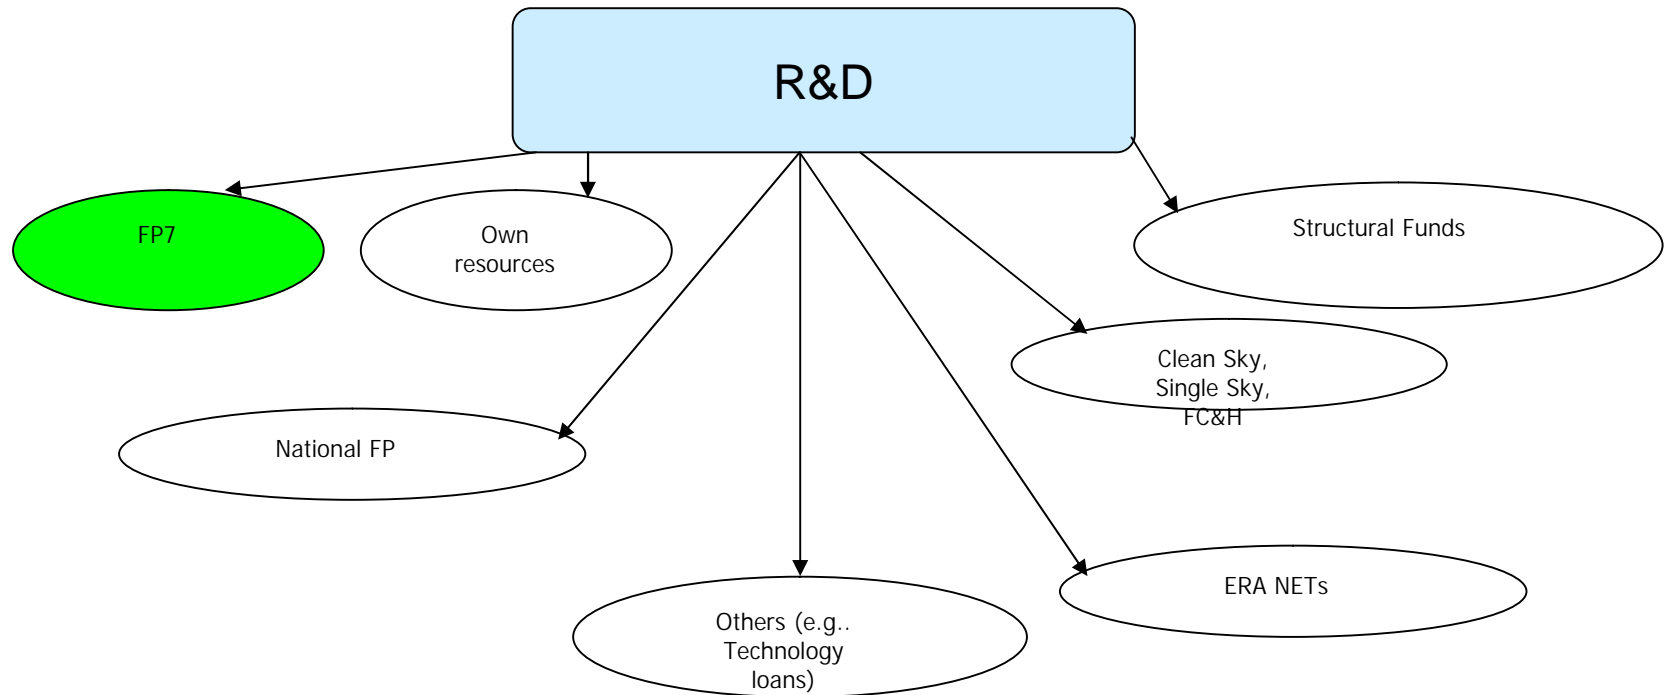 R&D
FP7
Own
resources
Structural Funds
Clean Sky,
Single Sky,
FC&H
National FP
ERA NETs
Others (e.g..
Technology
loans)